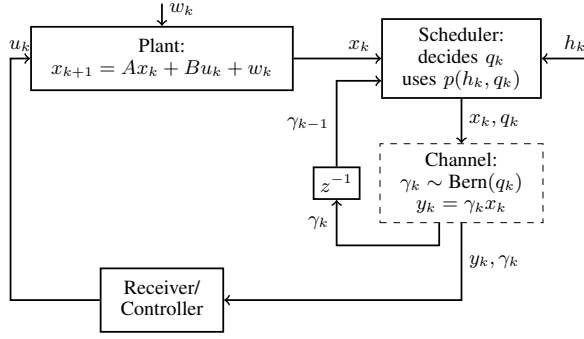 w_k
u_k
Plant:
x_{k+1} = Ax_k + Bu_k + w_k
x_k
Scheduler:
decides q_k
uses p(h_k, q_k)
h_k
γ_{k−1}
x_k, q_k
z^{−1}
Channel:
γ_k ∼ Bern(q_k)
y_k = γ_k x_k
γ_k
y_k, γ_k
Receiver/
Controller